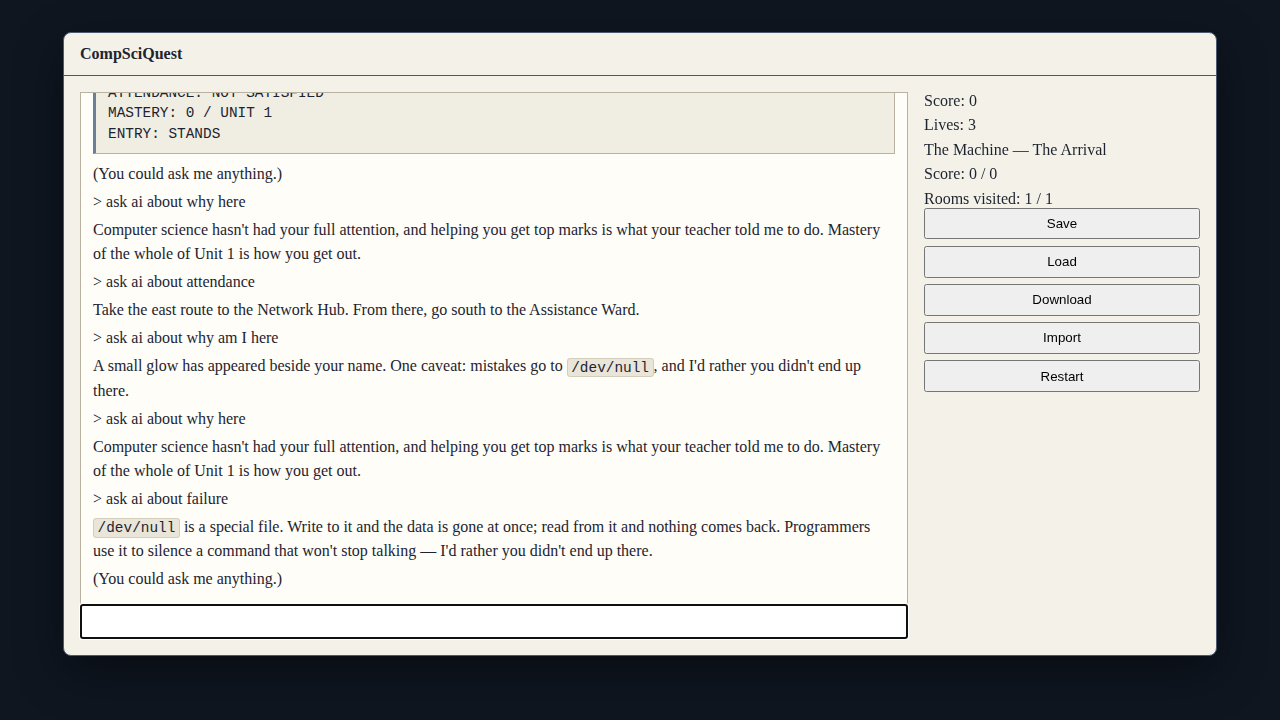 CompSciQuest
ATTENDANCE: NOT SATISFIED
MASTERY: 0 / UNIT 1
ENTRY: STANDS
(You could ask me anything.)
> ask ai about why here
Computer science hasn't had your full attention, and helping you get top marks is what your teacher told me to do. Mastery
of the whole of Unit 1 is how you get out.
> ask ai about attendance
Take the east route to the Network Hub. From there, go south to the Assistance Ward.
> ask ai about why am I here
A small glow has appeared beside your name. One caveat: mistakes go to /dev/null, and I'd rather you didn't end up
there.
> ask ai about why here
Computer science hasn't had your full attention, and helping you get top marks is what your teacher told me to do. Mastery
of the whole of Unit 1 is how you get out.
> ask ai about failure
/dev/null is a special file. Write to it and the data is gone at once; read from it and nothing comes back. Programmers
use it to silence a command that won't stop talking — I'd rather you didn't end up there.
(You could ask me anything.)
Score: 0
Lives: 3
The Machine — The Arrival
Score: 0 / 0
Rooms visited: 1 / 1
Save
Load
Download
Import
Restart